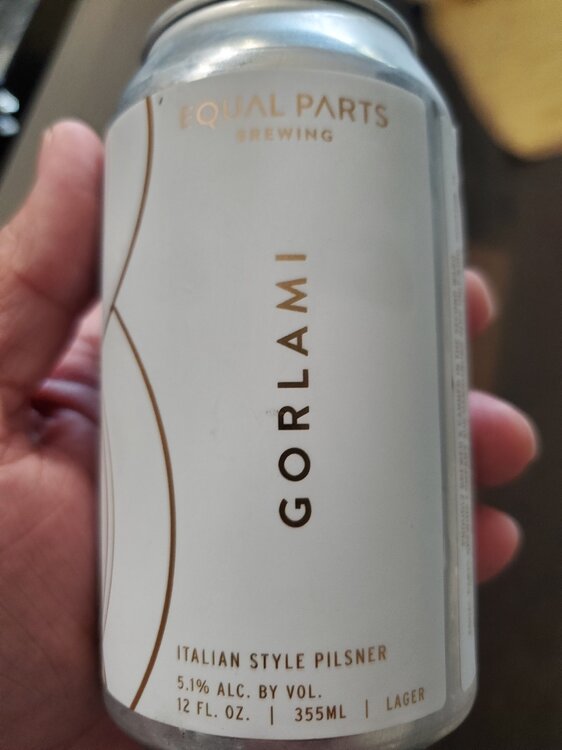 EQUAL PARTS
BREWING
GORLAMI
ITALIAN STYLE PILSNER
5.1% ALC. BY VOL.
12 FL. OZ. | 355ML | LAGER